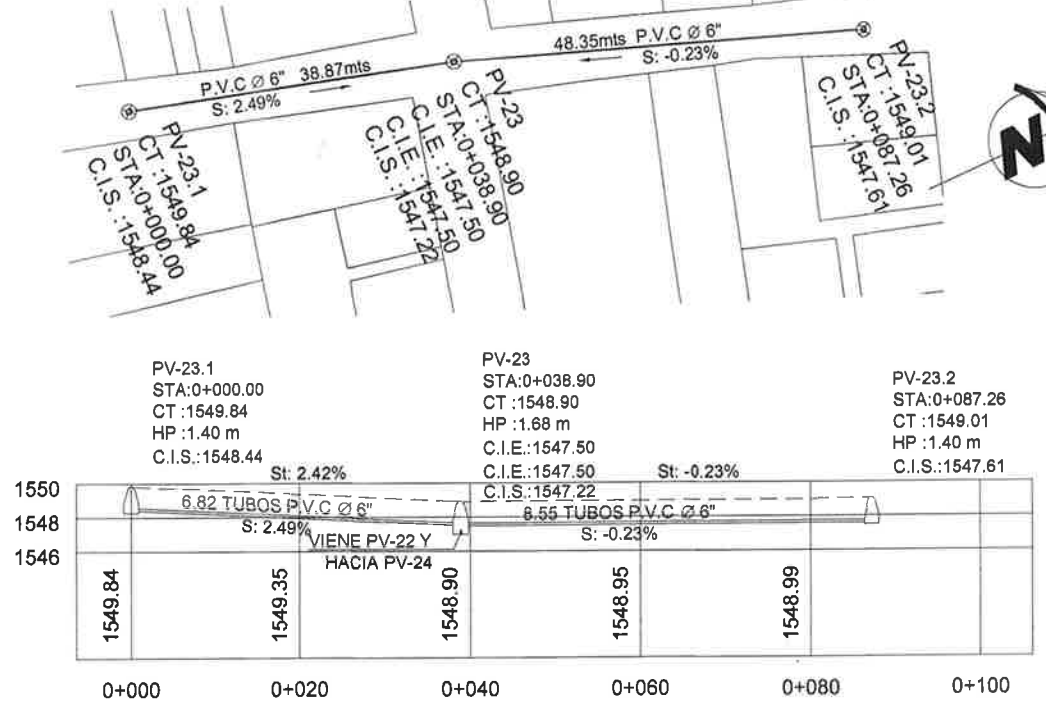 P.V.C Ø 6" 38.87mts
S: 2.49%
48.35mts P.V.C Ø 6"
S: -0.23%
PV-23.1
CT :1549.84
STA:0+000.00
C.I.S. :1548.44
PV-23
CT :1548.90
STA:0+038.90
C.I.E. :1547.50
C.I.E. :1547.50
C.I.S. :1547.22
PV-23.2
CT :1549.01
STA:0+087.26
C.I.S. :1547.61
N
PV-23.1
STA:0+000.00
CT :1549.84
HP :1.40 m
C.I.S.:1548.44
PV-23
STA:0+038.90
CT :1548.90
HP :1.68 m
C.I.E.:1547.50
C.I.E.:1547.50
C.I.S.:1547.22
PV-23.2
STA:0+087.26
CT :1549.01
HP :1.40 m
C.I.S.:1547.61
St: 2.42%
St: -0.23%
1550
1548
1546
6.82 TUBOS P.V.C Ø 6"
S: 2.49%
8.55 TUBOS P.V.C Ø 6"
S: -0.23%
VIENE PV-22 Y
HACIA PV-24
1549.84
1549.35
1548.90
1548.95
1548.99
0+000
0+020
0+040
0+060
0+080
0+100